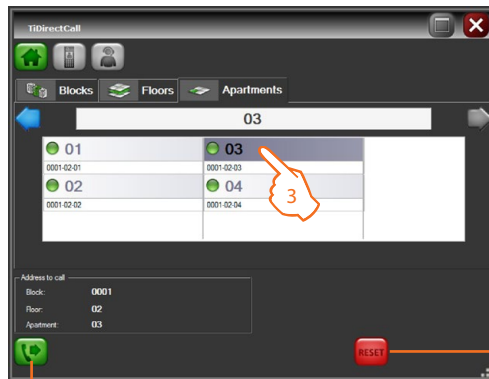 TiDirectCall
Blocks Floors Apartments
03
01 03
0001-02-01 0001-02-03
02 04
0001-02-02 0001-02-04
3
Address to call
Block: 0001
Floor: 02
Apartment: 03
RESET